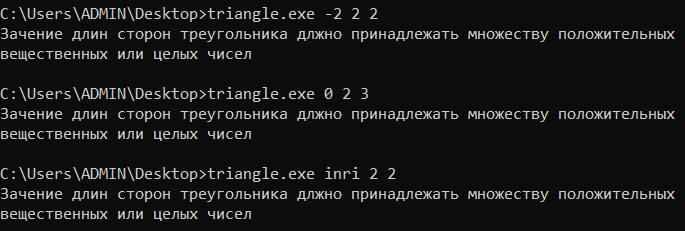 C:\Users\ADMIN\Desktop>triangle.exe -2 2 2
Зачение длин сторон треугольника длжно принадлежать множеству положительных
вещественных или целых чисел
C:\Users\ADMIN\Desktop>triangle.exe 0 2 3
Зачение длин сторон треугольника длжно принадлежать множеству положительных
вещественных или целых чисел
C:\Users\ADMIN\Desktop>triangle.exe inri 2 2
Зачение длин сторон треугольника длжно принадлежать множеству положительных
вещественных или целых чисел